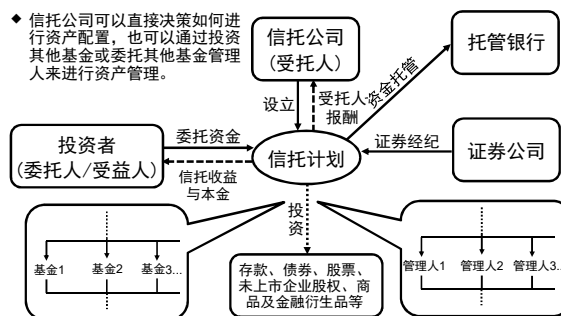 ◆ 信托公司可以直接决策如何进
行资产配置，也可以通过投资
其他基金或委托其他基金管理
人来进行资产管理。
信托公司
(受托人)
托管银行
设立
受托人
报酬
资金托管
投资者
(委托人/受益人)
委托资金
信托收益
与本金
信托计划
证券经纪
证券公司
投
资
基金1
基金2
基金3...
存款、债券、股票、
未上市企业股权、商
品及金融衍生品等
管理人1
管理人2
管理人3...